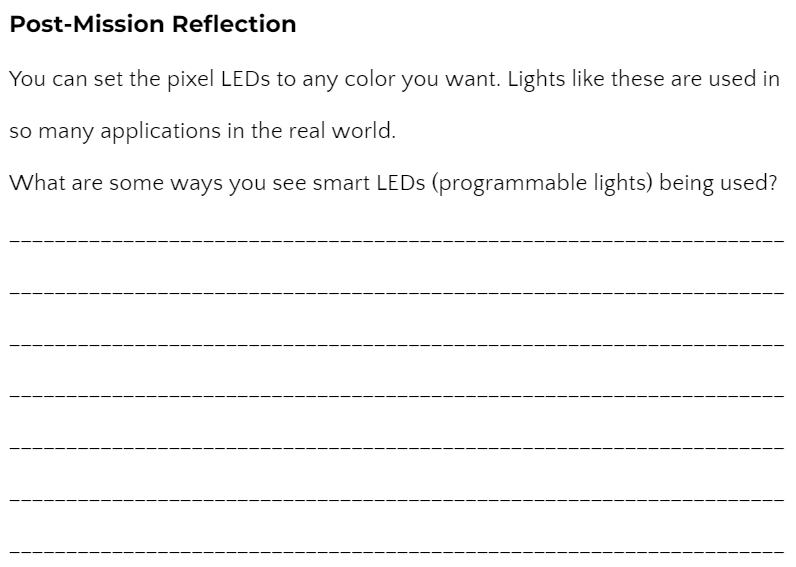 Post-Mission Reflection
You can set the pixel LEDs to any color you want. Lights like these are used in
so many applications in the real world.
What are some ways you see smart LEDs (programmable lights) being used?